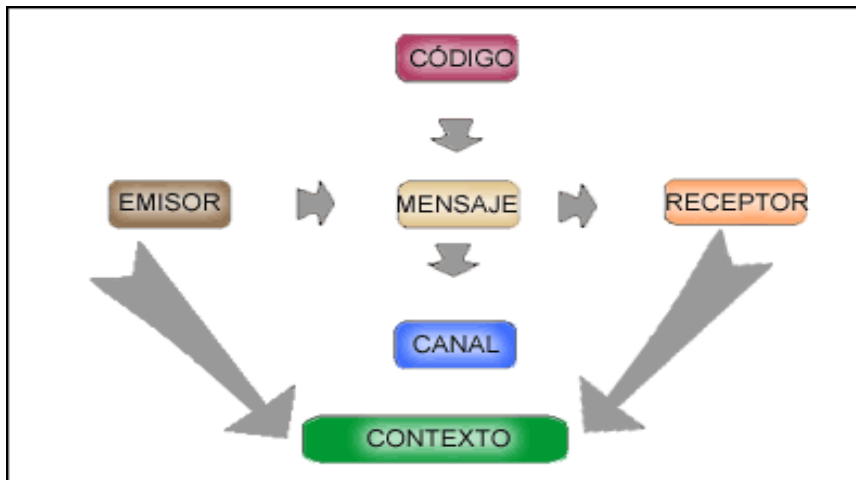 CÓDIGO
EMISOR
MENSAJE
RECEPTOR
CANAL
CONTEXTO